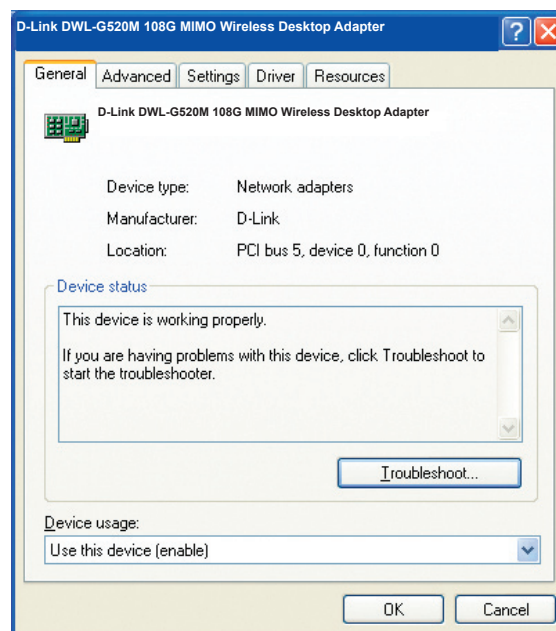 D-Link DWL-G520M 108G MIMO Wireless Desktop Adapter
General Advanced Settings Driver Resources
D-Link DWL-G520M 108G MIMO Wireless Desktop Adapter
Device type: Network adapters
Manufacturer: D-Link
Location: PCI bus 5, device 0, function 0
Device status
This device is working properly.
If you are having problems with this device, click Troubleshoot to
start the troubleshooter.
Troubleshoot...
Device usage:
Use this device (enable)
OK Cancel